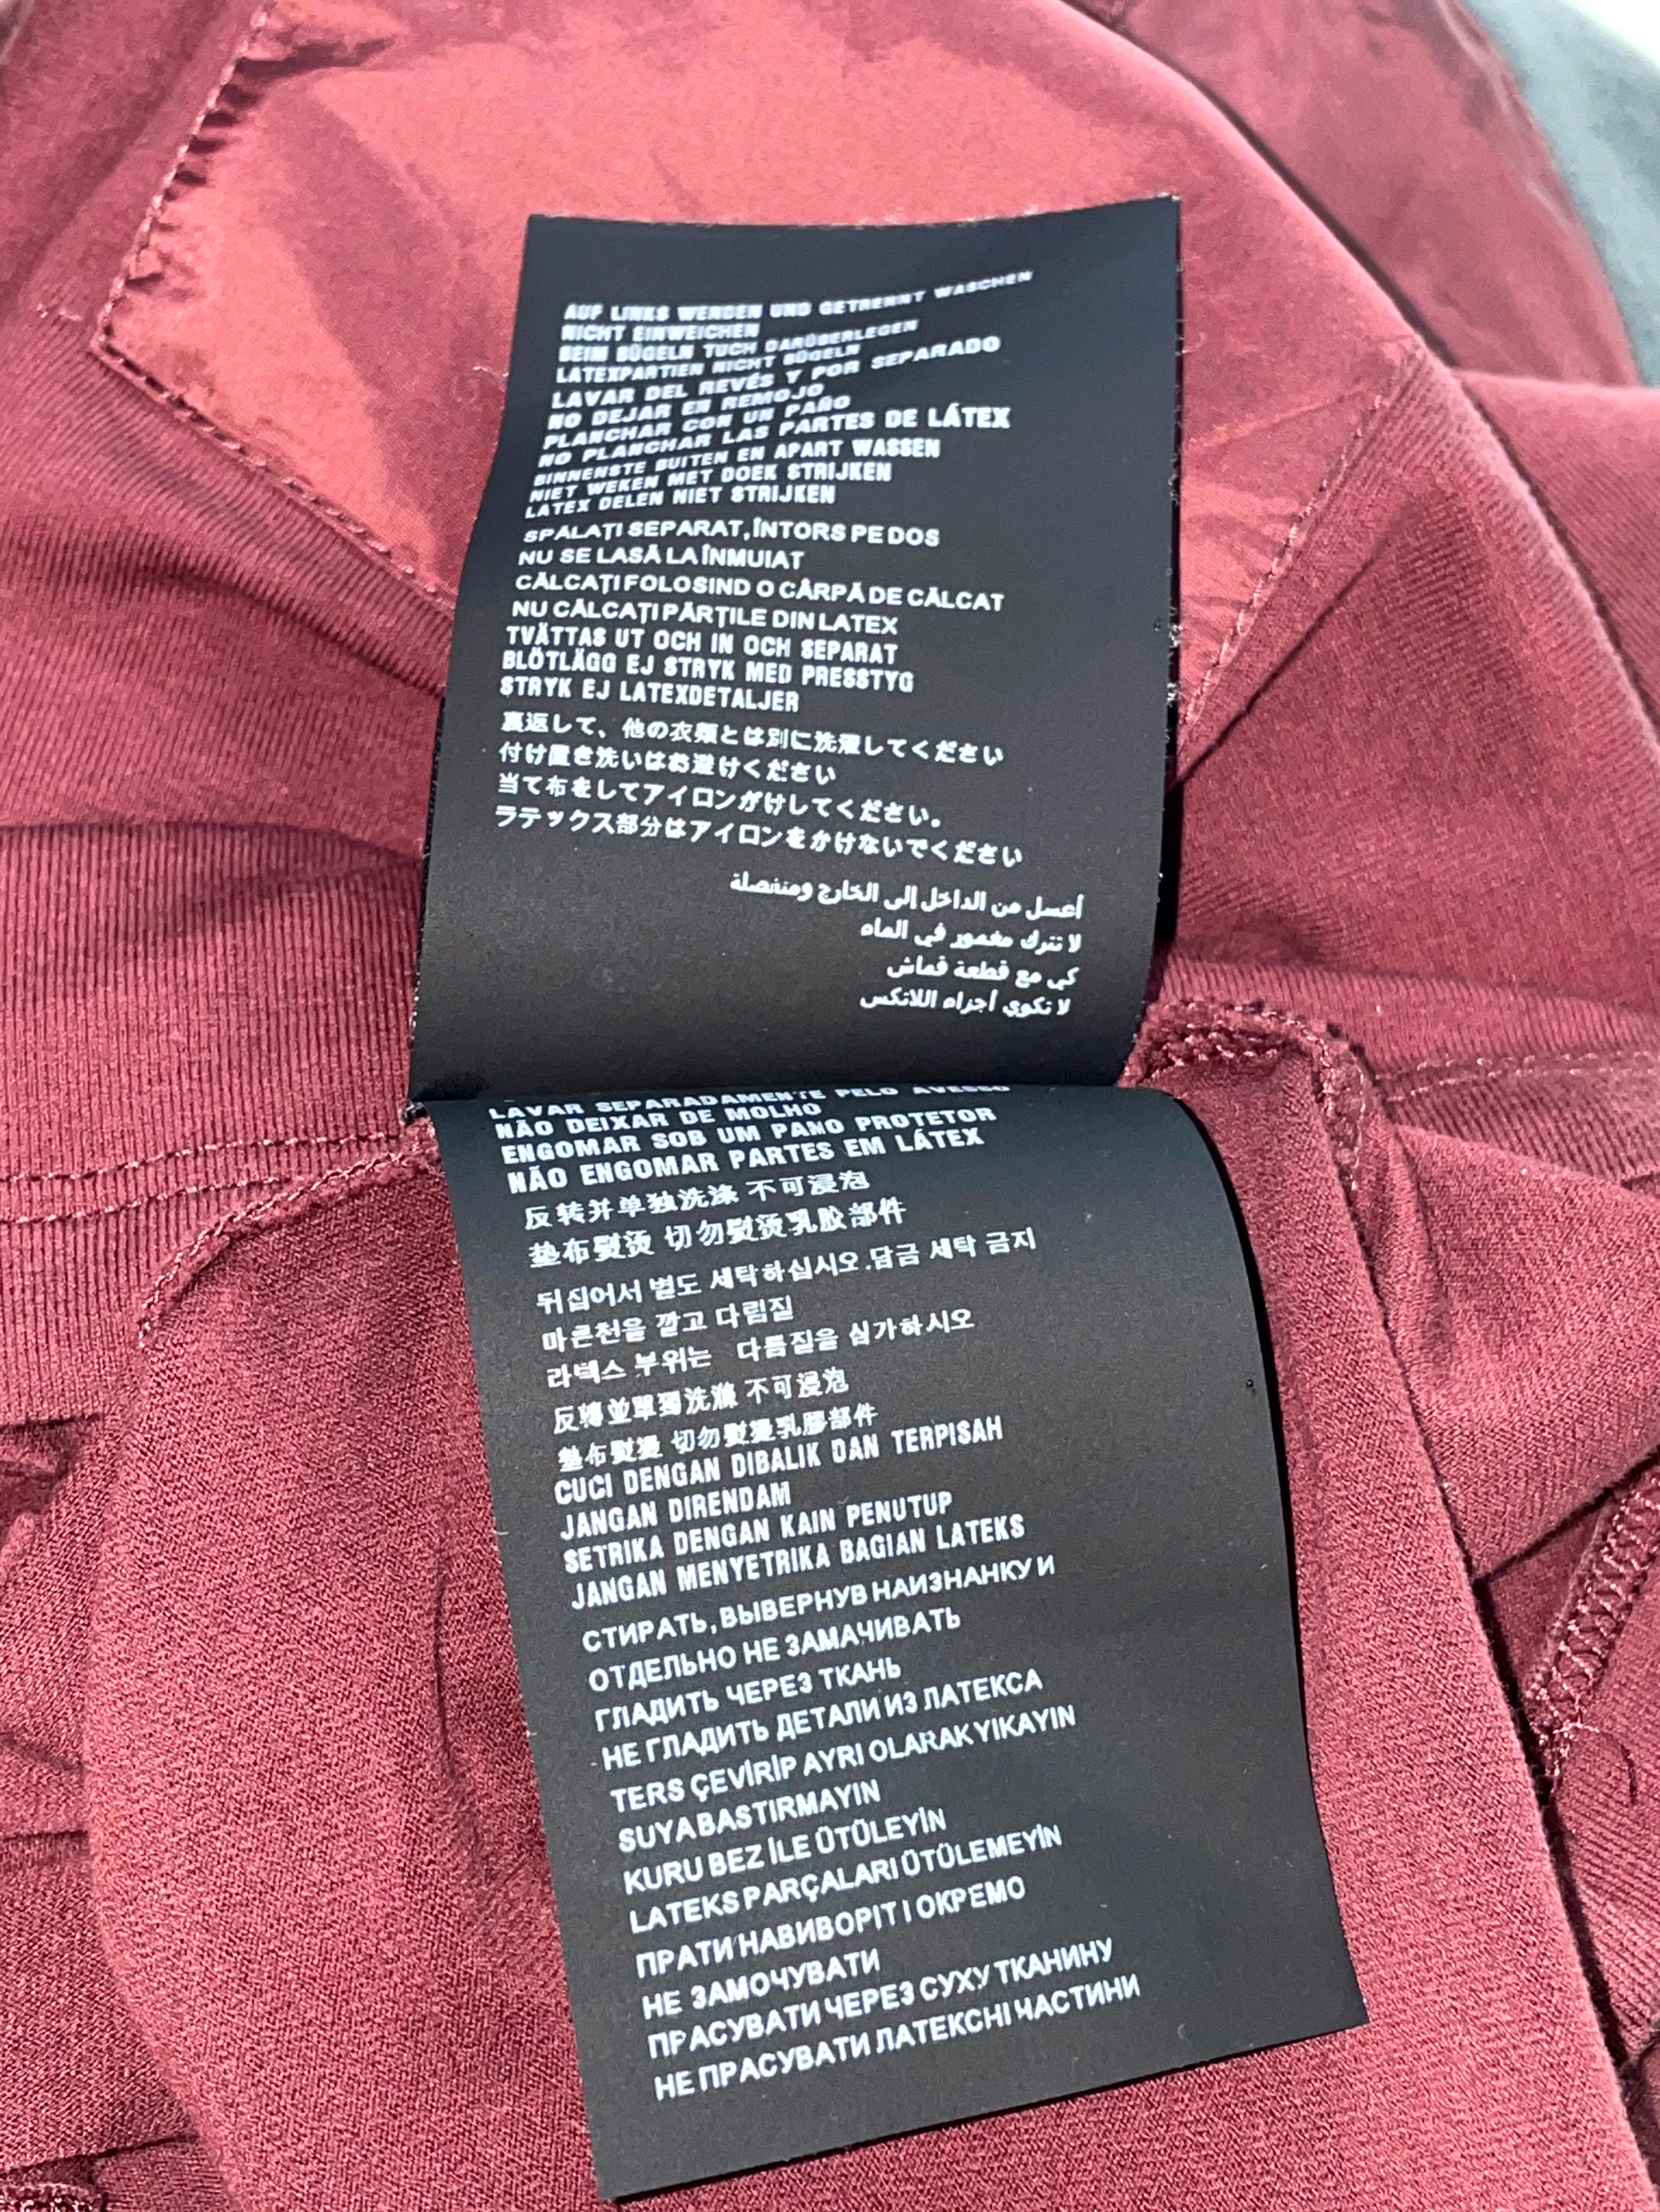 AUF LINKS WENDEN UND GETRENNT WASCHEN
NICHT EINWEICHEN
BEIM BÜGELN TUCH DARÜBERLEGEN
LATEXPARTIEN NICHT BÜGELN
LAVAR DEL REVÉS Y POR SEPARADO
NO DEJAR EN REMOJO
PLANCHAR CON UN PAÑO
NO PLANCHAR LAS PARTES DE LÁTEX
BINNENSTE BUITEN EN APART WASSEN
NIET WEKEN MET DOEK STRIJKEN
LATEX DELEN NIET STRIJKEN
SPĂLAȚI SEPARAT, ÎNTORS PE DOS
NU SE LASĂ LA ÎNMUIAT
CĂLCAȚI FOLOSIND O CÂRPĂ DE CĂLCAT
NU CĂLCAȚI PĂRȚILE DIN LATEX
TVÄTTAS UT OCH IN OCH SEPARAT
BLÖTLÄGG EJ STRYK MED PRESSTYG
STRYK EJ LATEXDETALJER
裏返して、他の衣類とは別に洗濯してください
付け置き洗いはお避けください
当て布をしてアイロンがけしてください。
ラテックス部分はアイロンをかけないでください
أغسل من الداخل إلى الخارج ومنفصلة
لا تترك مغمور في الماء
كي مع قطعة قماش
لا تكوي أجزاء اللاتكس
LAVAR SEPARADAMENTE PELO AVESSO
NÃO DEIXAR DE MOLHO
ENGOMAR SOB UM PANO PROTETOR
NÃO ENGOMAR PARTES EM LÁTEX
反转并单独洗涤 不可浸泡
垫布熨烫 切勿熨烫乳胶部件
뒤집어서 별도 세탁하십시오.담금 세탁 금지
마른천을 깔고 다림질
라텍스 부위는 다름질을 삼가하시오
反轉並單獨洗滌 不可浸泡
墊布熨燙 切勿熨燙乳膠部件
CUCI DENGAN DIBALIK DAN TERPISAH
JANGAN DIRENDAM
SETRIKA DENGAN KAIN PENUTUP
JANGAN MENYETRIKA BAGIAN LATEKS
СТИРАТЬ, ВЫВЕРНУВ НАИЗНАНКУ И
ОТДЕЛЬНО НЕ ЗАМАЧИВАТЬ
ГЛАДИТЬ ЧЕРЕЗ ТКАНЬ
НЕ ГЛАДИТЬ ДЕТАЛИ ИЗ ЛАТЕКСА
TERS ÇEVİRİP AYRI OLARAK YIKAYIN
SUYA BASTIRMAYIN
KURU BEZ İLE ÜTÜLEYİN
LATEKS PARÇALARI ÜTÜLEMEYİN
ПРАТИ НАВИВОРІТ І ОКРЕМО
НЕ ЗАМОЧУВАТИ
ПРАСУВАТИ ЧЕРЕЗ СУХУ ТКАНИНУ
НЕ ПРАСУВАТИ ЛАТЕКСНІ ЧАСТИНИ